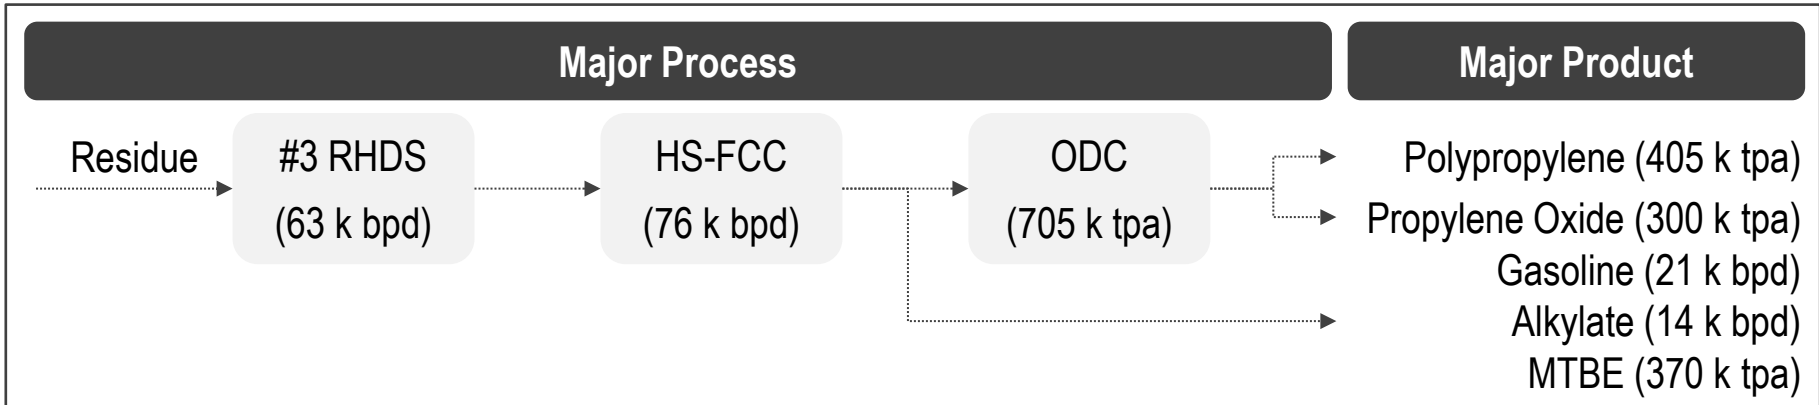 Major Process
Major Product
Residue
#3 RHDS
(63 k bpd)
HS-FCC
(76 k bpd)
ODC
(705 k tpa)
Polypropylene (405 k tpa)
Propylene Oxide (300 k tpa)
Gasoline (21 k bpd)
Alkylate (14 k bpd)
MTBE (370 k tpa)